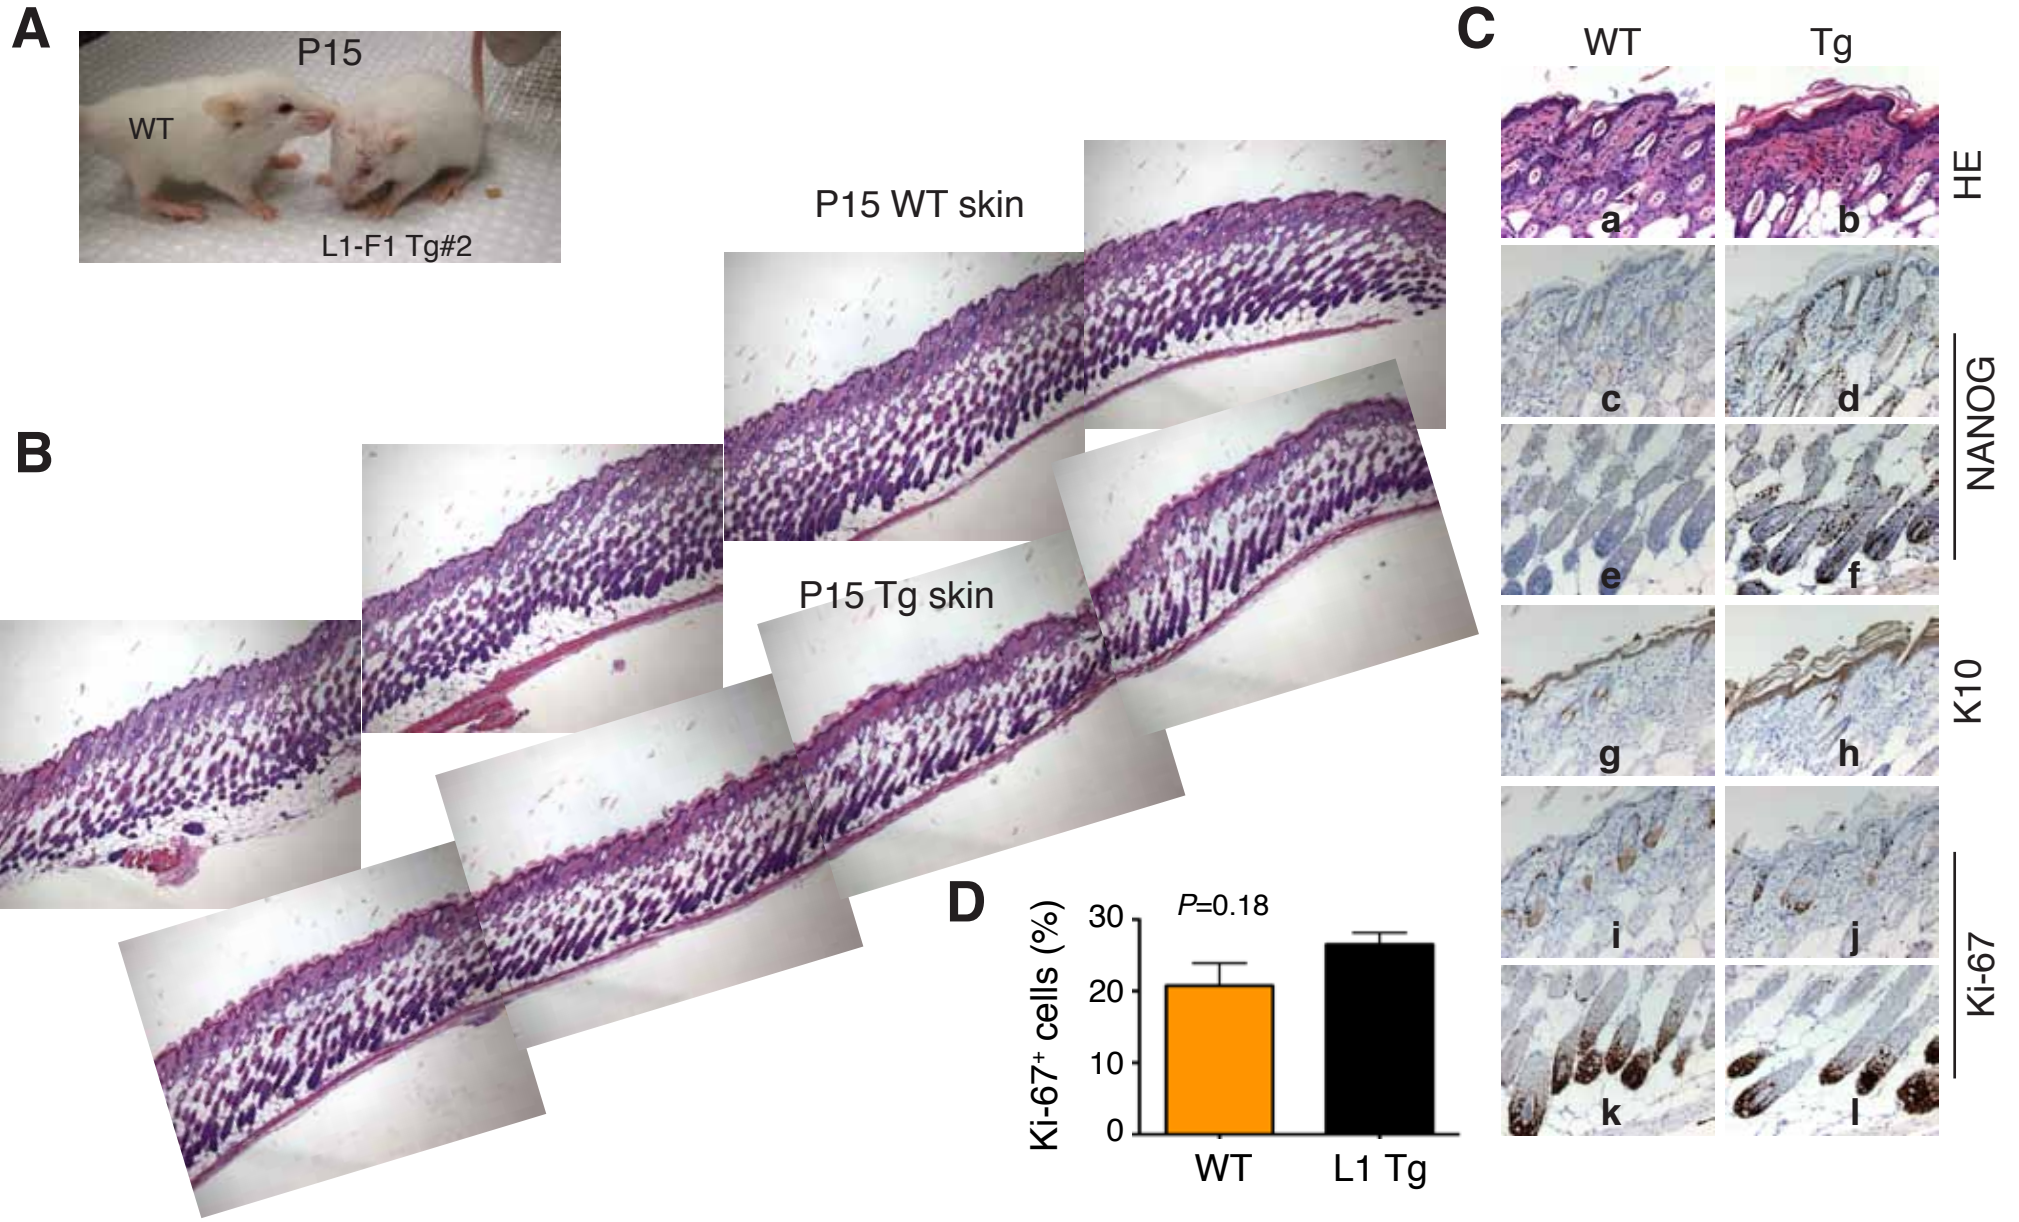 A
P15
WT
L1-F1 Tg#2
B
P15 WT skin
P15 Tg skin
C
WT
Tg
a
b
HE
c
d
e
f
NANOG
g
h
K10
i
j
k
l
Ki-67
D
P=0.18
Ki-67+ cells (%)
30
20
10
0
WT
L1 Tg